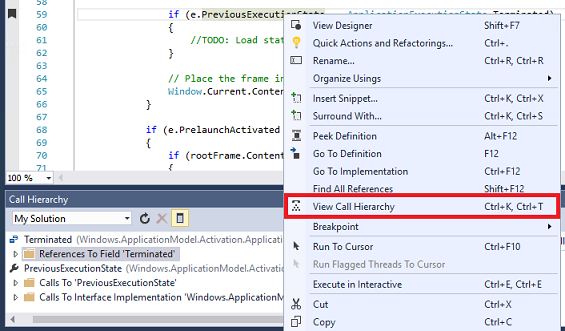 58
59 if (e.PreviousExecutionState ApplicationExecutionState.Terminated)
60 {
61 //TODO: Load stat
62 }
63
64 // Place the frame in
65 Window.Current.Conten
66 }
67
68 if (e.PrelaunchActivated
69 {
70 if (rootFrame.Content
71 {
100 %
Call Hierarchy
My Solution
Terminated (Windows.ApplicationModel.Activation.Applic
References To Field 'Terminated'
PreviousExecutionState (Windows.ApplicationModel.Activation.
Calls To 'PreviousExecutionState'
Calls To Interface Implementation 'Windows.ApplicationM
View Designer Shift+F7
Quick Actions and Refactorings... Ctrl+.
Rename... Ctrl+R, Ctrl+R
Organize Usings
Insert Snippet... Ctrl+K, Ctrl+X
Surround With... Ctrl+K, Ctrl+S
Peek Definition Alt+F12
Go To Definition F12
Go To Implementation Ctrl+F12
Find All References Shift+F12
View Call Hierarchy Ctrl+K, Ctrl+T
Breakpoint
Run To Cursor Ctrl+F10
Run Flagged Threads To Cursor
Execute in Interactive Ctrl+E, Ctrl+E
Cut Ctrl+X
Copy Ctrl+C